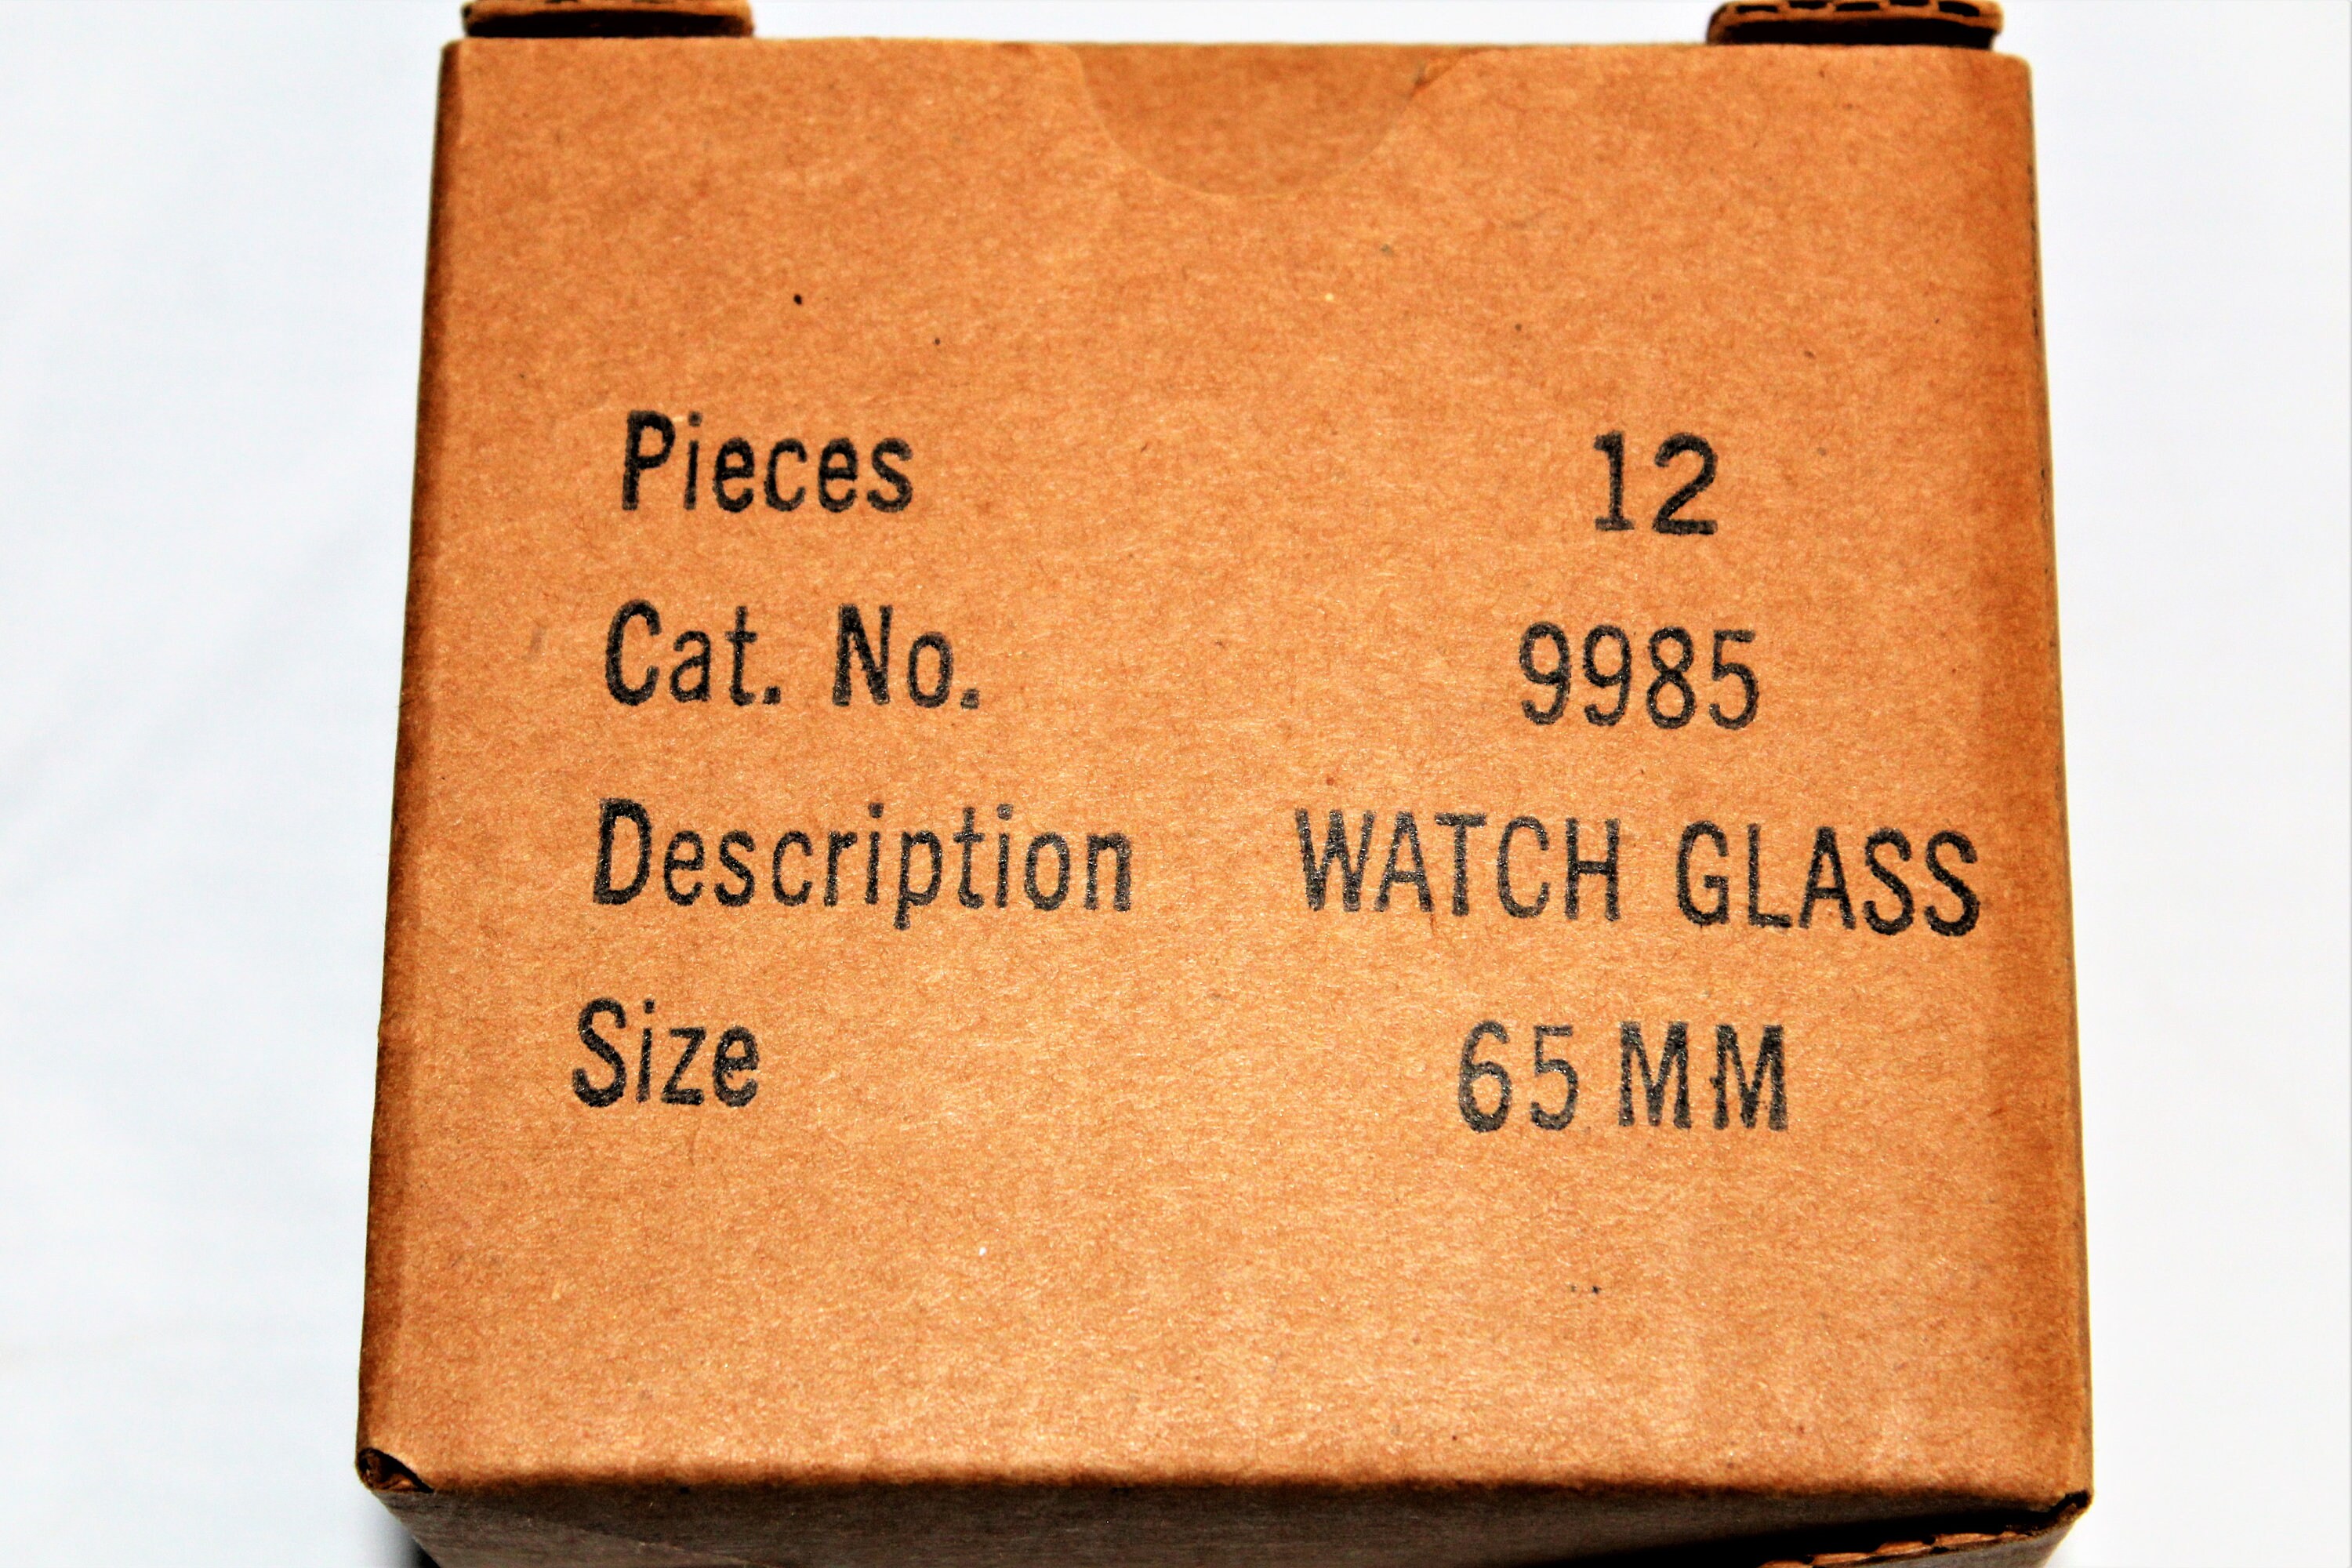 Pieces 12
Cat. No. 9985
Description WATCH GLASS
Size 65 MM